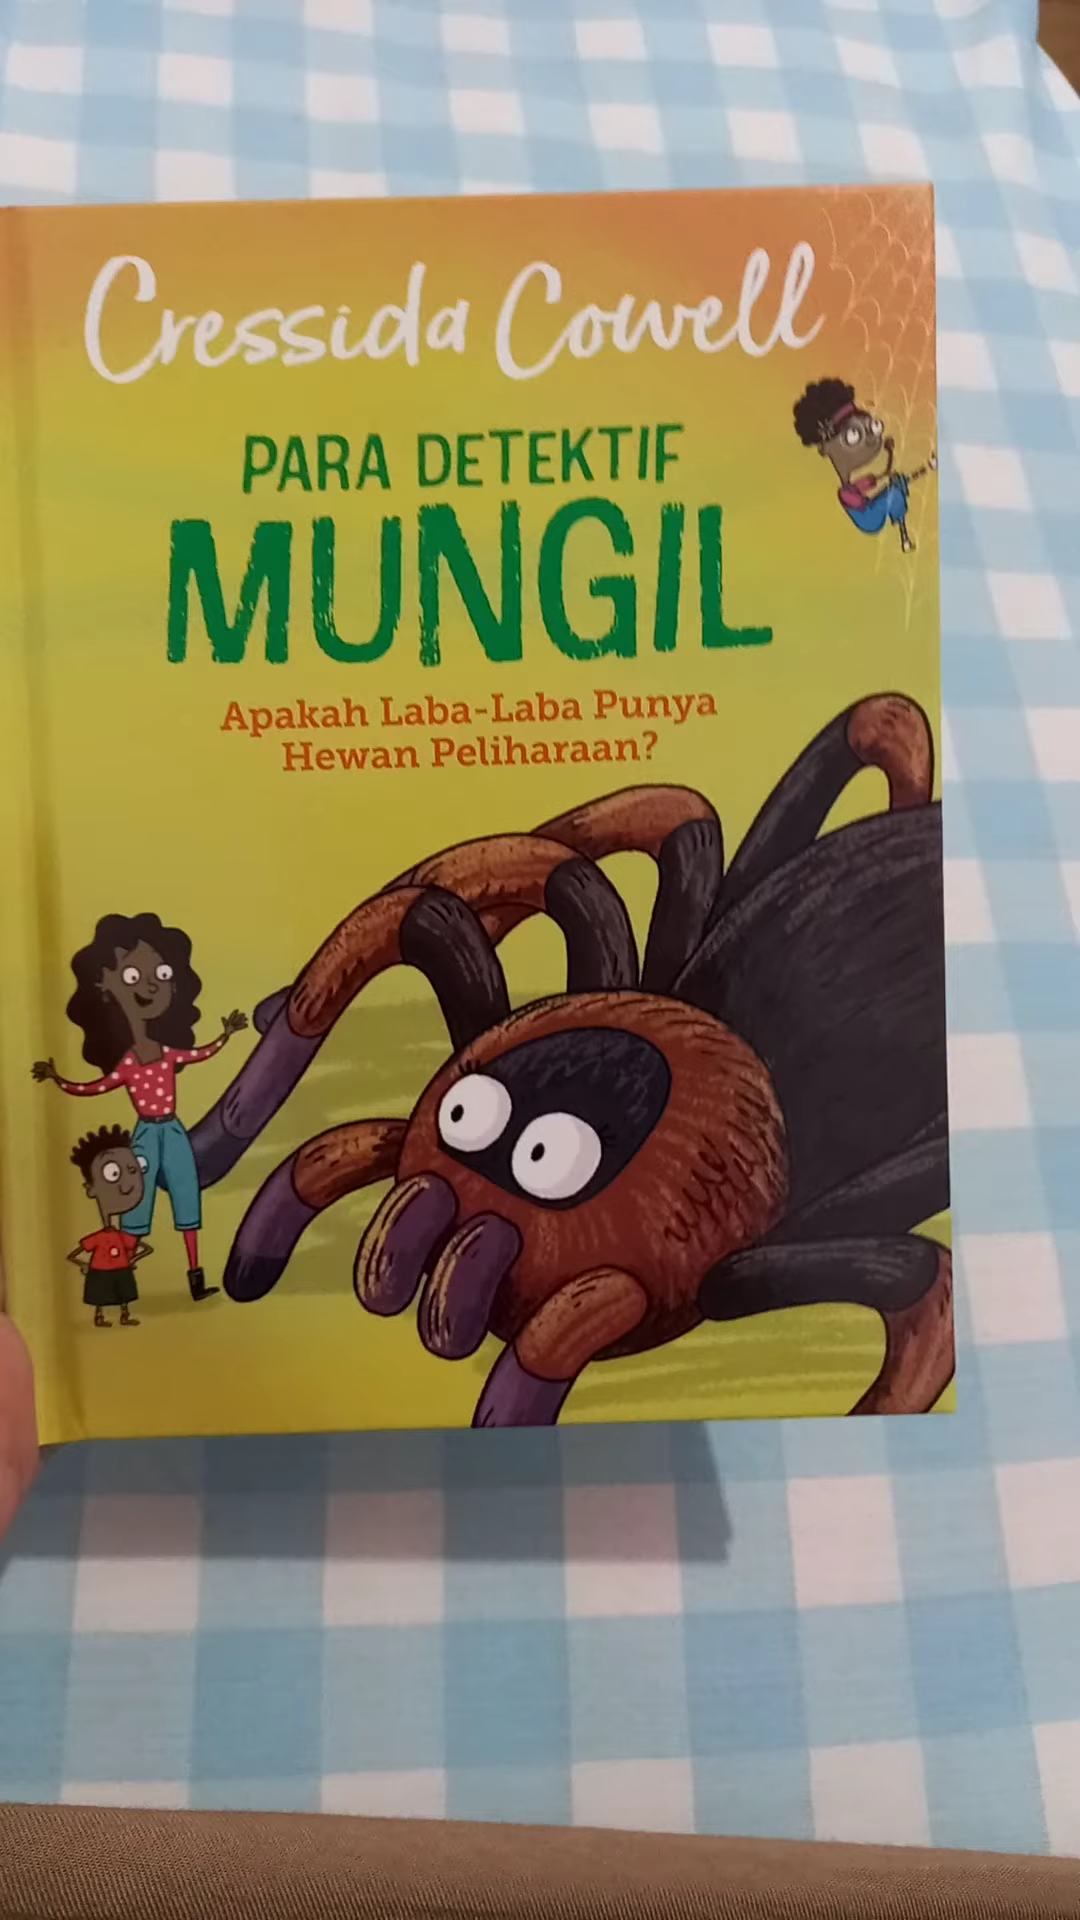 Cressida Cowell
PARA DETEKTIF
MUNGIL
Apakah Laba-Laba Punya
Hewan Peliharaan?